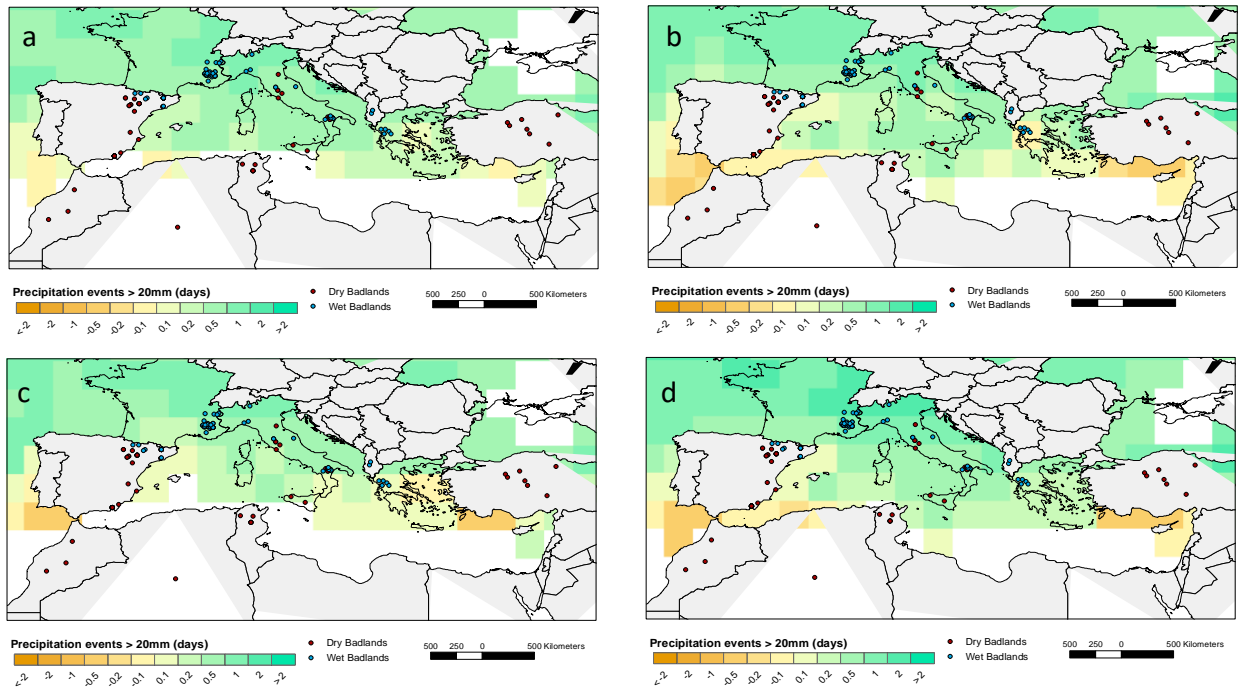 a
b
Precipitation events > 20mm (days)
Dry Badlands
Wet Badlands
500 250 0 500 Kilometers
<-2 -2 -1 -0.5 -0.2 -0.1 0.1 0.2 0.5 1 2 >2
Precipitation events > 20mm (days)
Dry Badlands
Wet Badlands
500 250 0 500 Kilometers
<-2 -2 -1 -0.5 -0.2 -0.1 0.1 0.2 0.5 1 2 >2
c
d
Precipitation events > 20mm (days)
Dry Badlands
Wet Badlands
500 250 0 500 Kilometers
<-2 -2 -1 -0.5 -0.2 -0.1 0.1 0.2 0.5 1 2 >2
Precipitation events > 20mm (days)
Dry Badlands
Wet Badlands
500 250 0 500 Kilometers
<-2 -2 -1 -0.5 -0.2 -0.1 0.1 0.2 0.5 1 2 >2